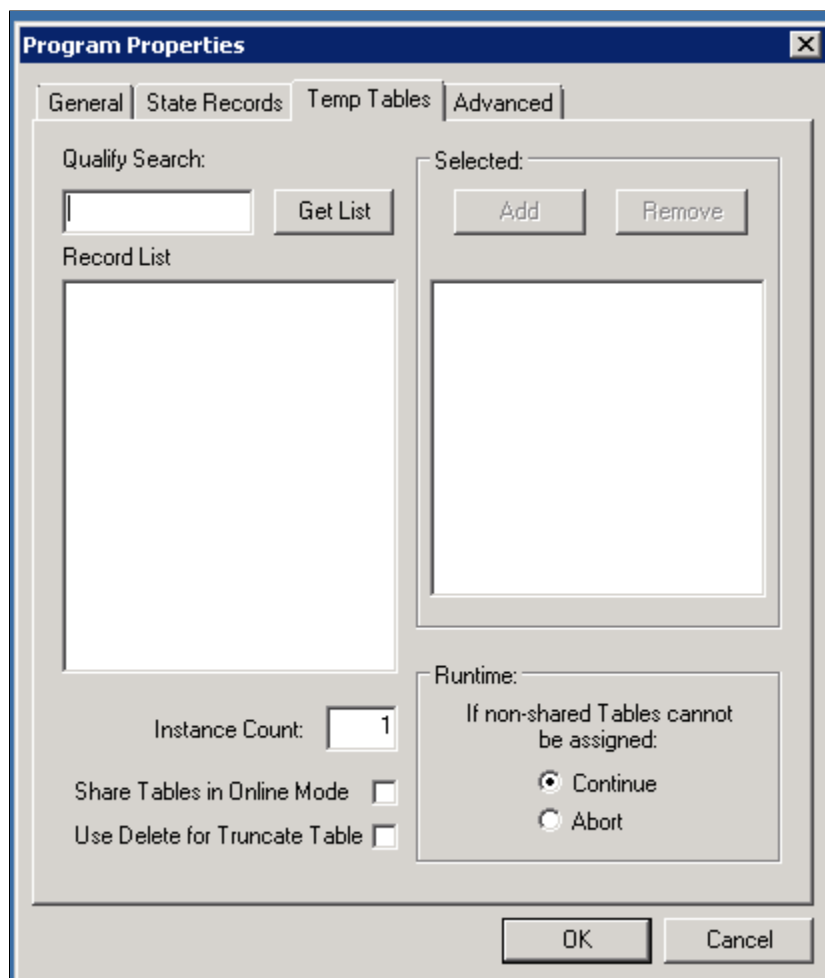 Program Properties
General
State Records
Temp Tables
Advanced
Qualify Search:
Get List
Record List
Selected:
Add
Remove
Instance Count:
1
Share Tables in Online Mode
Use Delete for Truncate Table
Runtime:
If non-shared Tables cannot
be assigned:
Continue
Abort
OK
Cancel